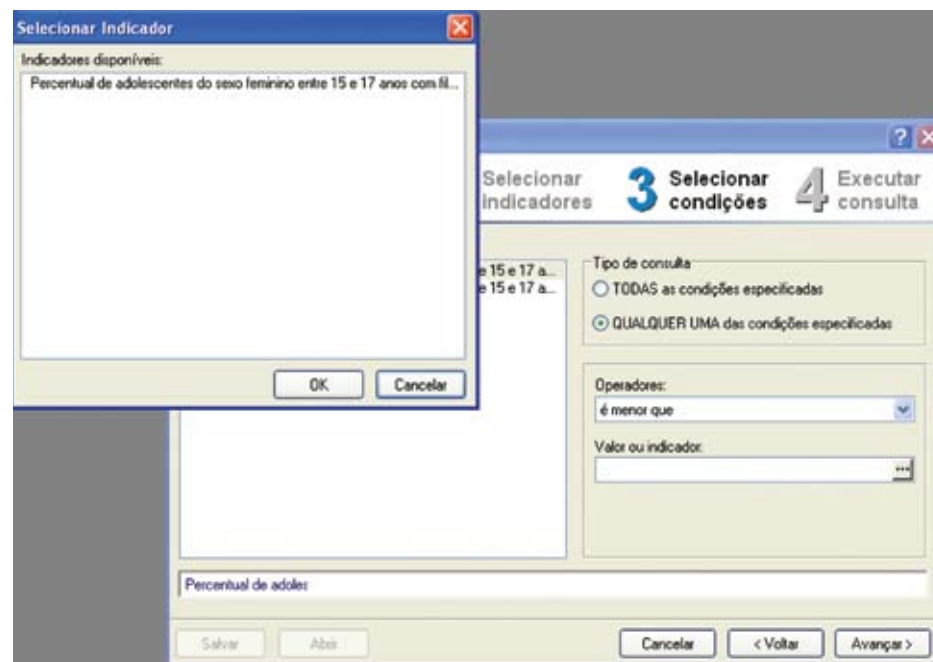 Selecionar Indicador
Indicadores disponíveis:
Percentual de adolescentes do sexo feminino entre 15 e 17 anos com fil...
OK
Cancelar
Selecionar
indicadores
3 Selecionar
condições
4 Executar
consulta
e 15 e 17 a...
e 15 e 17 a...
Tipo de consulta
TODAS as condições especificadas
QUALQUER UMA das condições especificadas
Operadores:
é menor que
Valor ou indicador:
...
Percentual de adoles
Salvar
Abrir
Cancelar
< Voltar
Avançar >